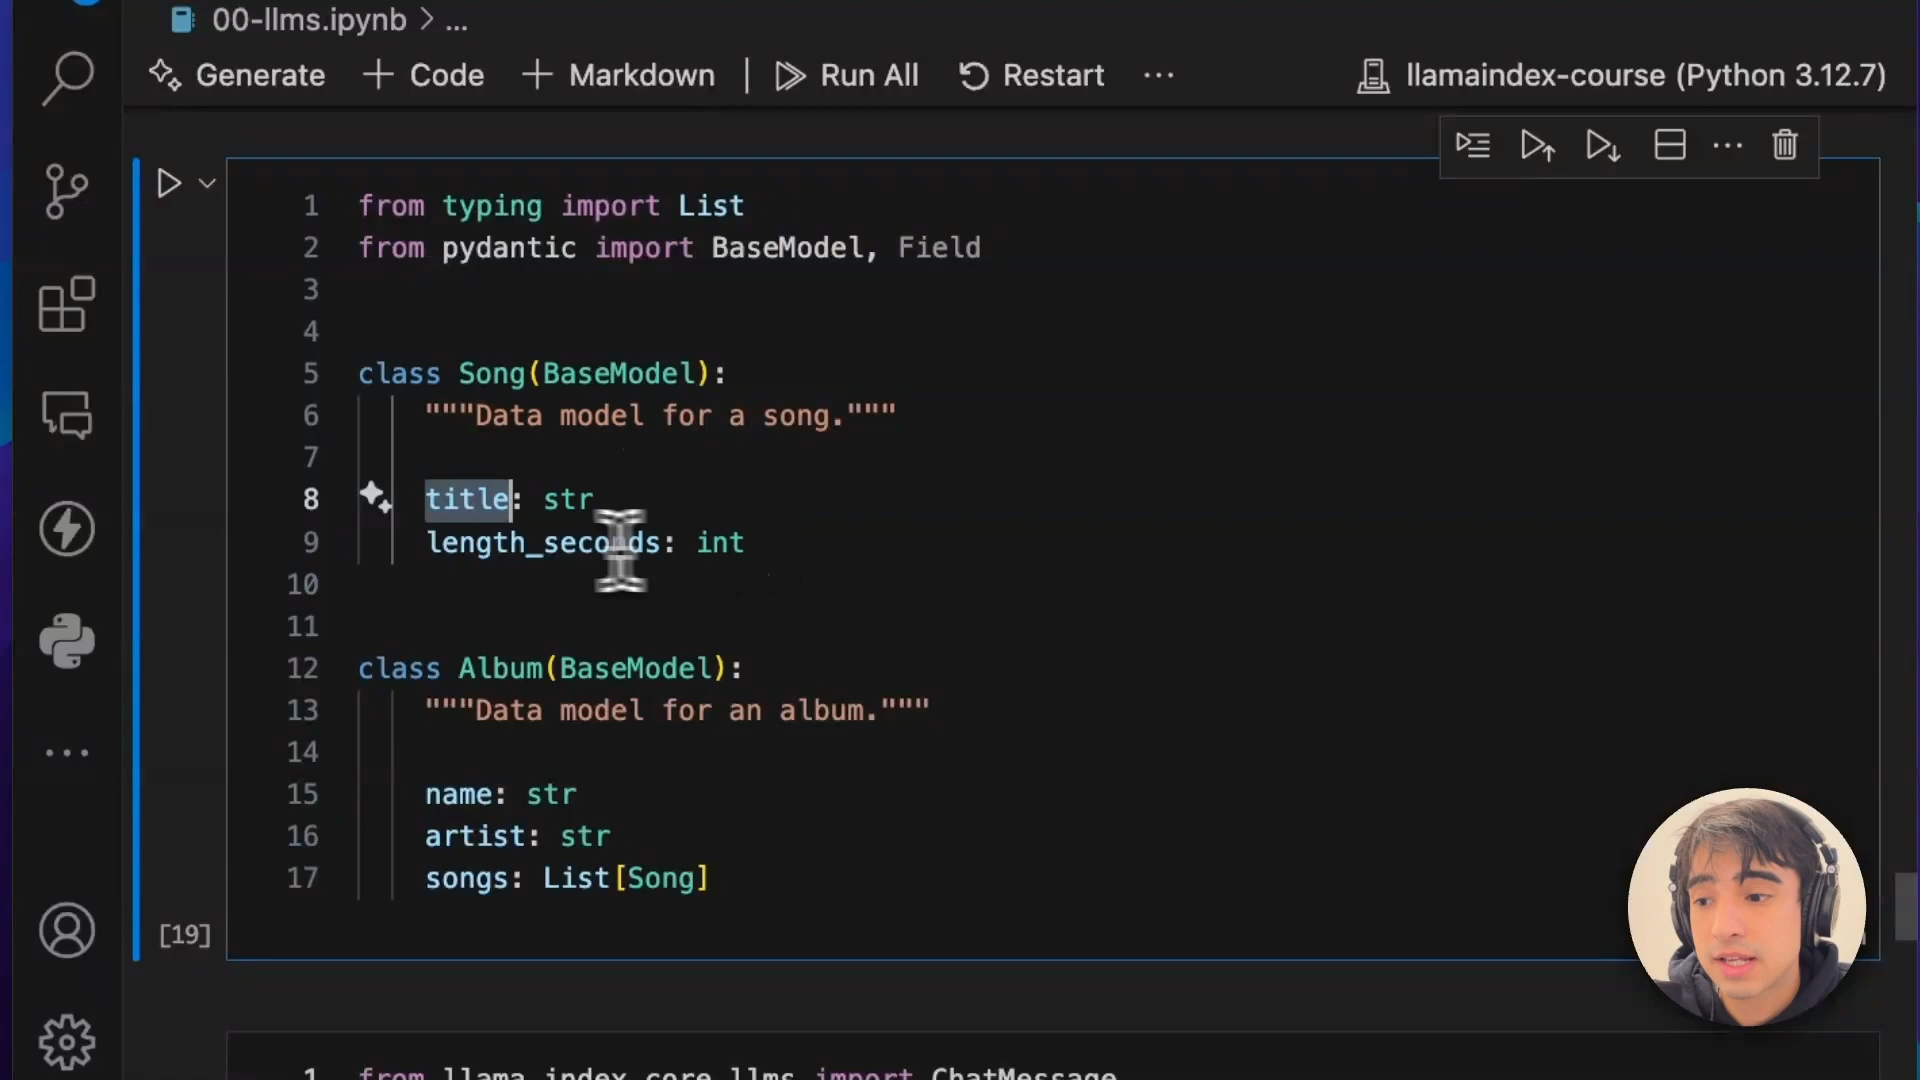 00-llms.ipynb > ...
Generate + Code + Markdown | Run All Restart ... llamaindex-course (Python 3.12.7)
1 from typing import List
2 from pydantic import BaseModel, Field
3
4
5 class Song(BaseModel):
6 """Data model for a song."""
7
8 title: str
9 length_seconds: int
10
11
12 class Album(BaseModel):
13 """Data model for an album."""
14
15 name: str
16 artist: str
17 songs: List[Song]
[19]
1 from llama_index.core.llms import ChatMessage